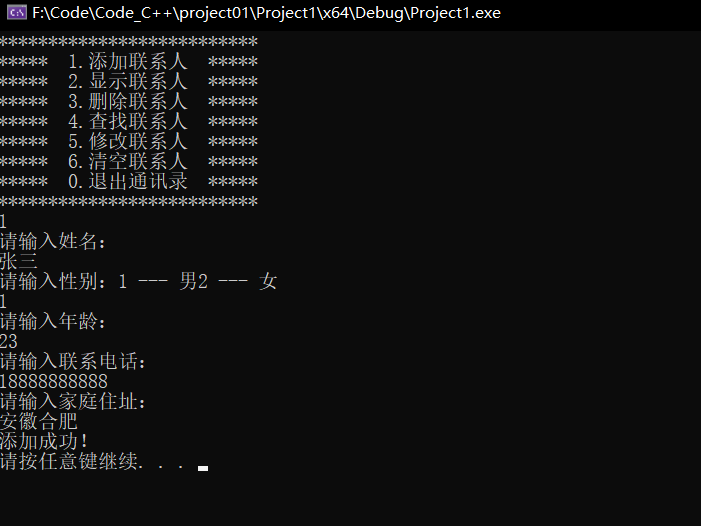 F:\Code\Code_C++\project01\Project1\x64\Debug\Project1.exe
**************************
*****  1.添加联系人  *****
*****  2.显示联系人  *****
*****  3.删除联系人  *****
*****  4.查找联系人  *****
*****  5.修改联系人  *****
*****  6.清空联系人  *****
*****  0.退出通讯录  *****
**************************
1
请输入姓名：
张三
请输入性别：1 --- 男2 --- 女
1
请输入年龄：
23
请输入联系电话：
18888888888
请输入家庭住址：
安徽合肥
添加成功！
请按任意键继续. . .